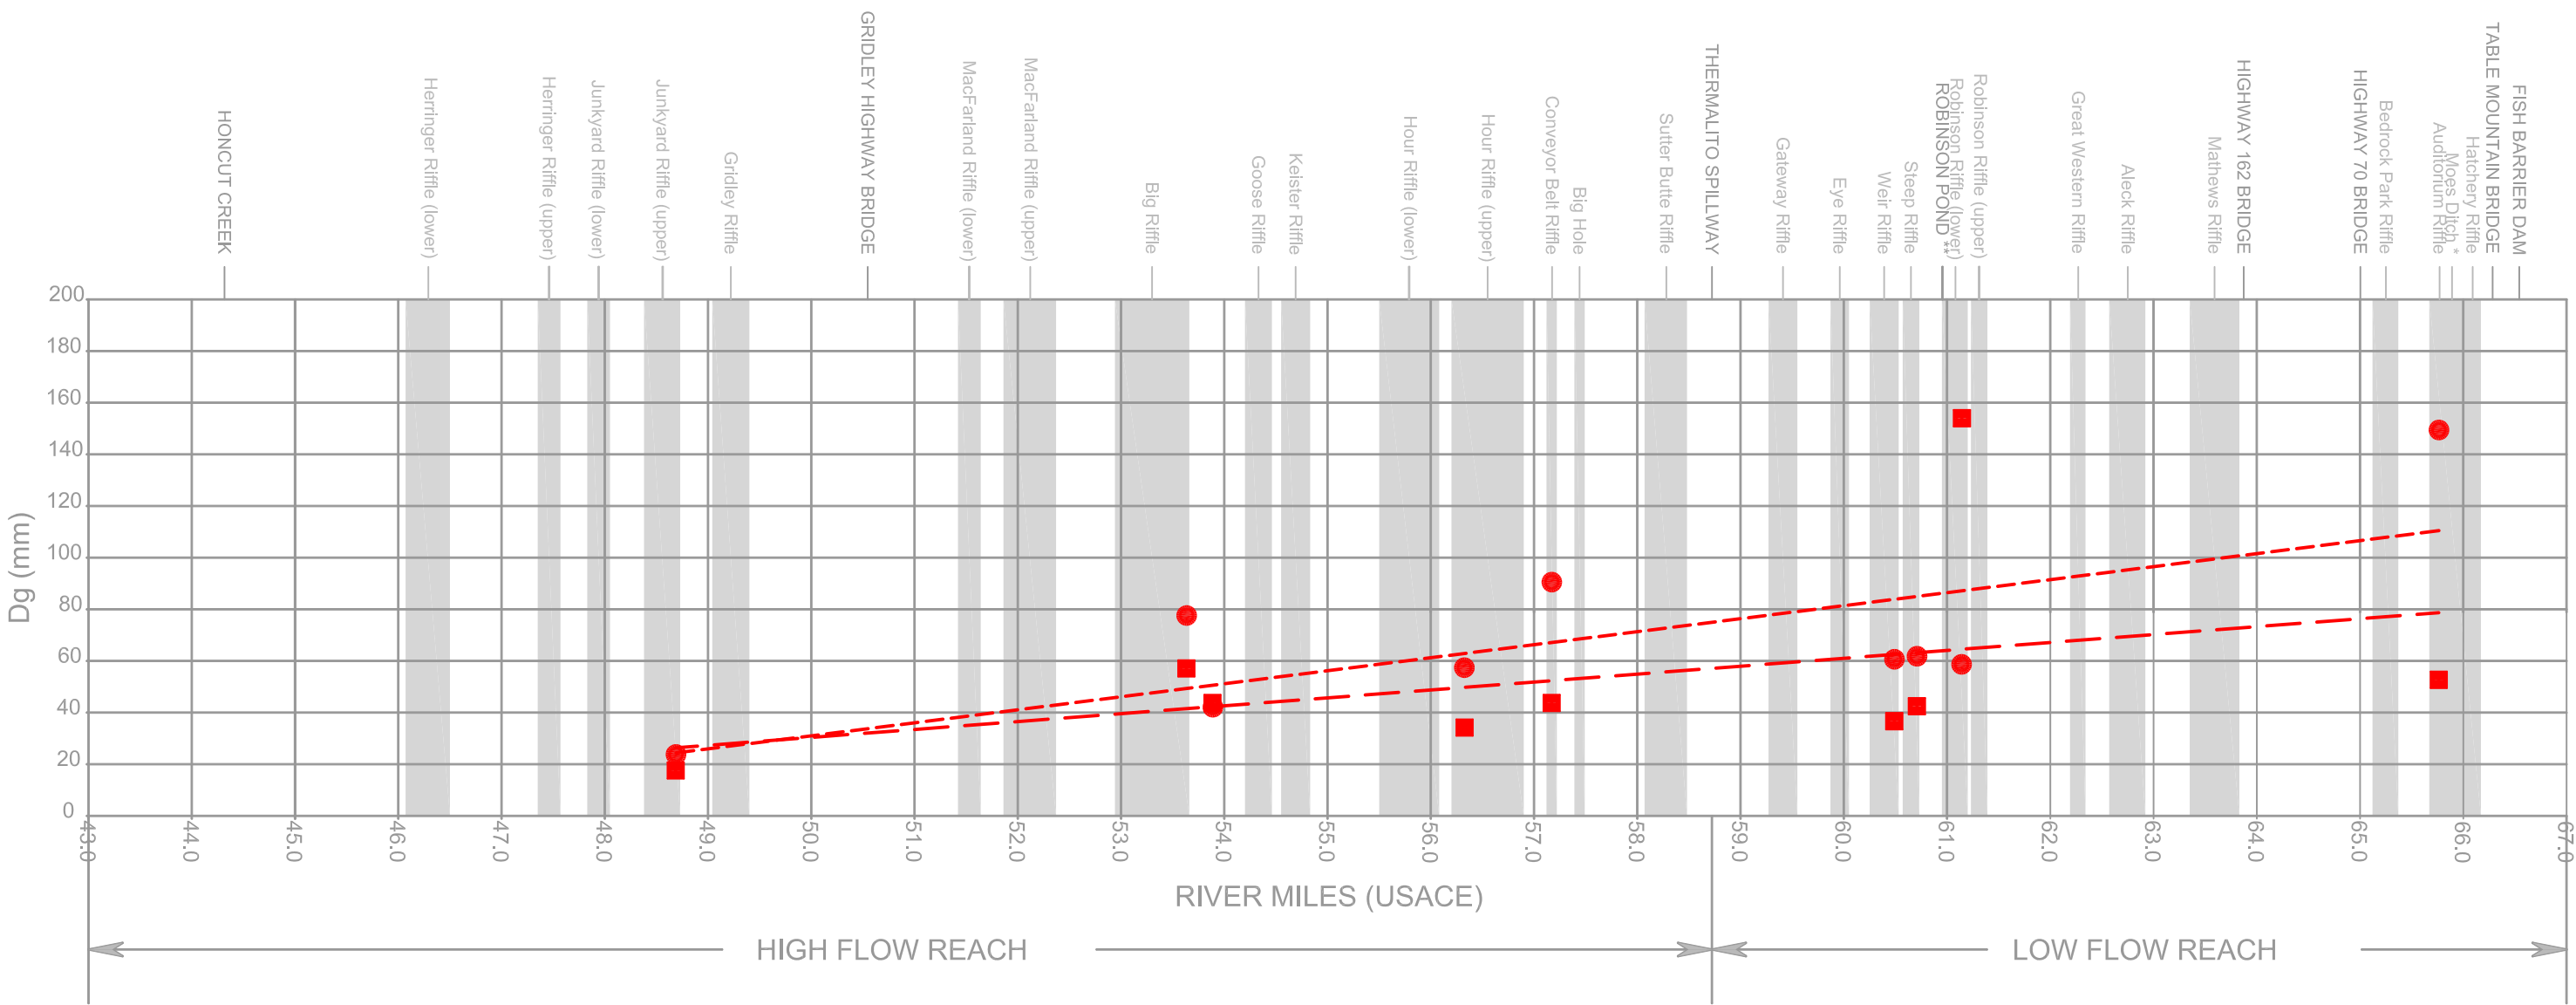 HONCUT CREEK
Herringer Riffle (lower)
Herringer Riffle (upper)
Junkyard Riffle (lower)
Junkyard Riffle (upper)
Gridley Riffle
GRIDLEY HIGHWAY BRIDGE
MacFarland Riffle (lower)
MacFarland Riffle (upper)
Big Riffle
Goose Riffle
Keister Riffle
Hour Riffle (lower)
Hour Riffle (upper)
Conveyor Belt Riffle
Big Hole
Sutter Butte Riffle
THERMALITO SPILLWAY
Gateway Riffle
Eye Riffle
Weir Riffle
Steep Riffle
ROBINSON POND **
Robinson Riffle (lower)
Robinson Riffle (upper)
Great Western Riffle
Aleck Riffle
Mathews Riffle
HIGHWAY 162 BRIDGE
HIGHWAY 70 BRIDGE
Bedrock Park Riffle
Auditorium Riffle
Moes Ditch *
Hatchery Riffle
TABLE MOUNTAIN BRIDGE
FISH BARRIER DAM
200
180
160
140
120
100
80
60
40
20
0
Dg (mm)
43.0
44.0
45.0
46.0
47.0
48.0
49.0
50.0
51.0
52.0
53.0
54.0
55.0
56.0
57.0
58.0
59.0
60.0
61.0
62.0
63.0
64.0
65.0
66.0
67.0
RIVER MILES (USACE)
HIGH FLOW REACH
LOW FLOW REACH